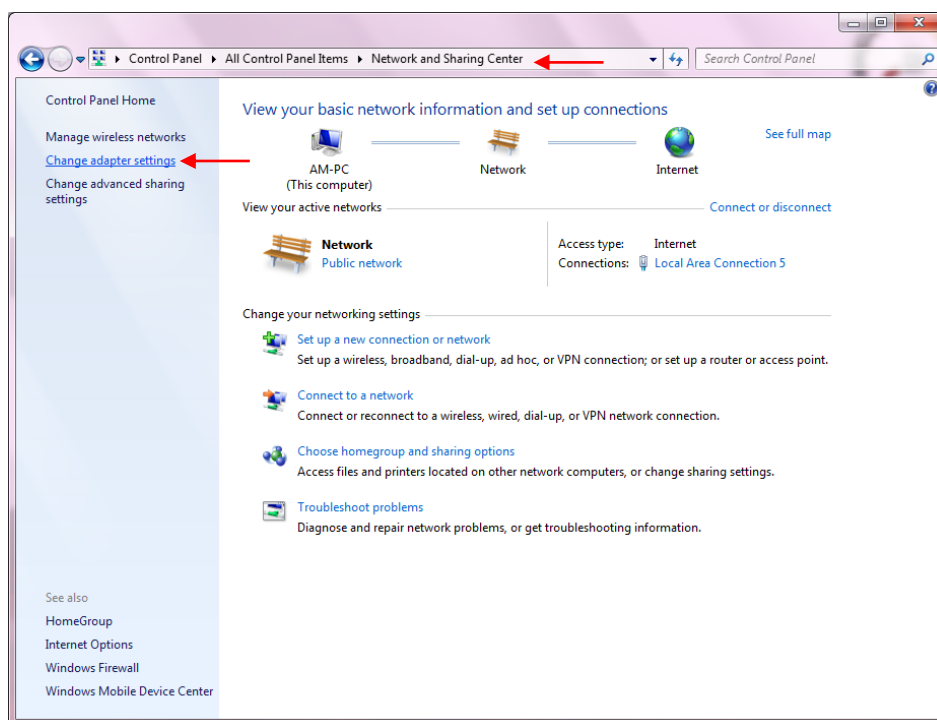 Control Panel ▸ All Control Panel Items ▸ Network and Sharing Center
Search Control Panel
Control Panel Home
Manage wireless networks
Change adapter settings
Change advanced sharing
settings
View your basic network information and set up connections
See full map
AM-PC
(This computer)
Network
Internet
View your active networks
Connect or disconnect
Network
Public network
Access type: Internet
Connections: Local Area Connection 5
Change your networking settings
Set up a new connection or network
Set up a wireless, broadband, dial-up, ad hoc, or VPN connection; or set up a router or access point.
Connect to a network
Connect or reconnect to a wireless, wired, dial-up, or VPN network connection.
Choose homegroup and sharing options
Access files and printers located on other network computers, or change sharing settings.
Troubleshoot problems
Diagnose and repair network problems, or get troubleshooting information.
See also
HomeGroup
Internet Options
Windows Firewall
Windows Mobile Device Center